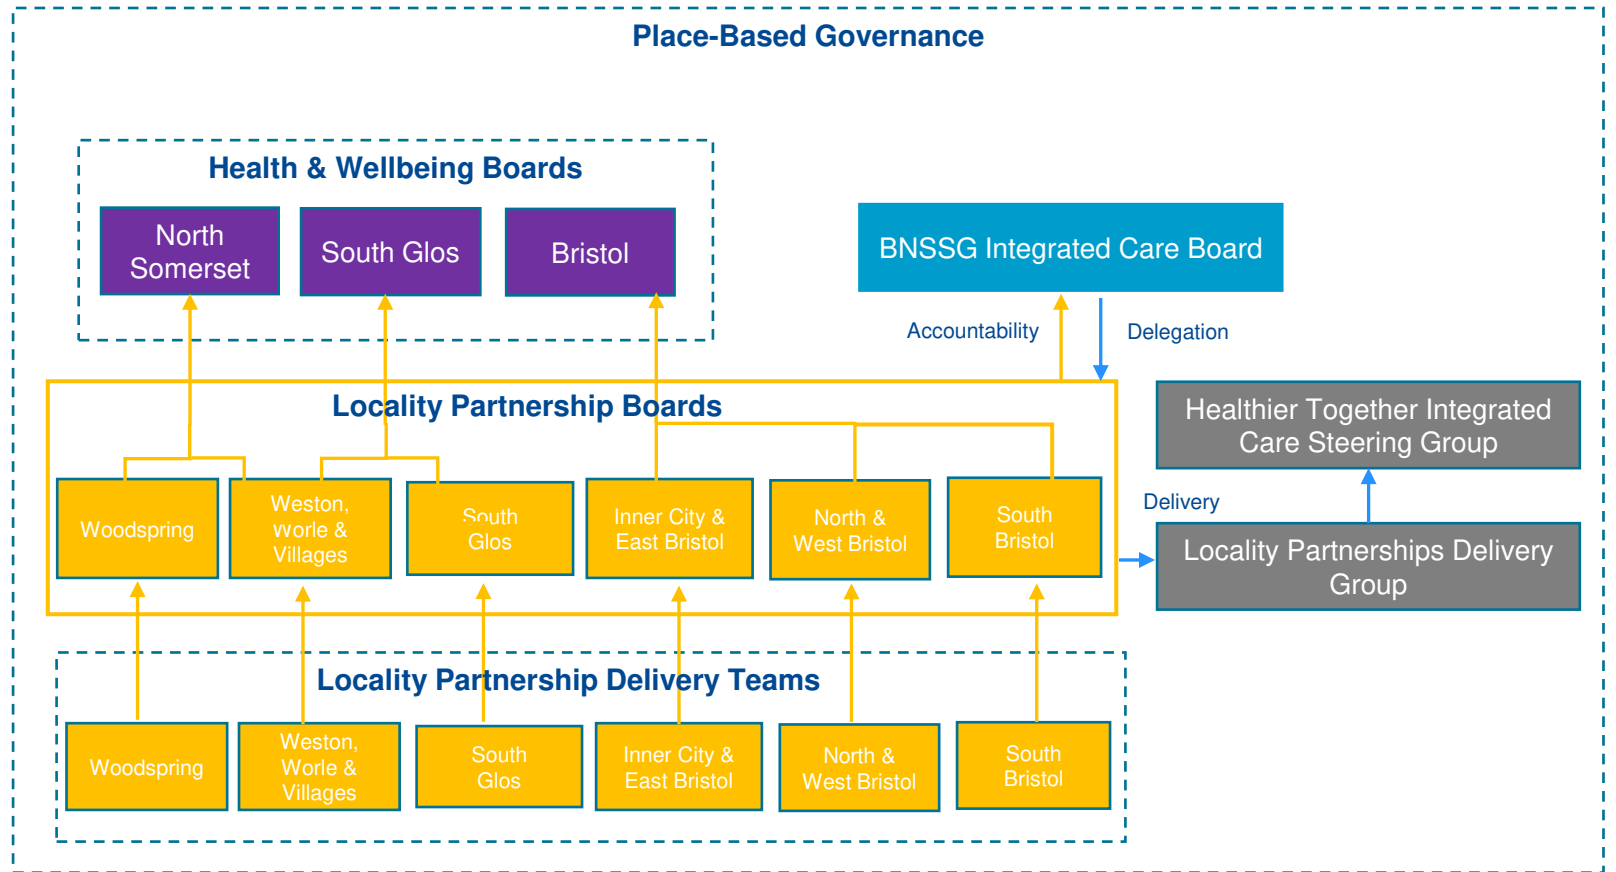 Place-Based Governance
Health & Wellbeing Boards
North
Somerset
South Glos
Bristol
BNSSG Integrated Care Board
Accountability
Delegation
Locality Partnership Boards
Healthier Together Integrated
Care Steering Group
Woodspring
Weston,
Worle &
Villages
South
Glos
Inner City &
East Bristol
North &
West Bristol
South
Bristol
Delivery
Locality Partnerships Delivery
Group
Locality Partnership Delivery Teams
Woodspring
Weston,
Worle &
Villages
South
Glos
Inner City &
East Bristol
North &
West Bristol
South
Bristol